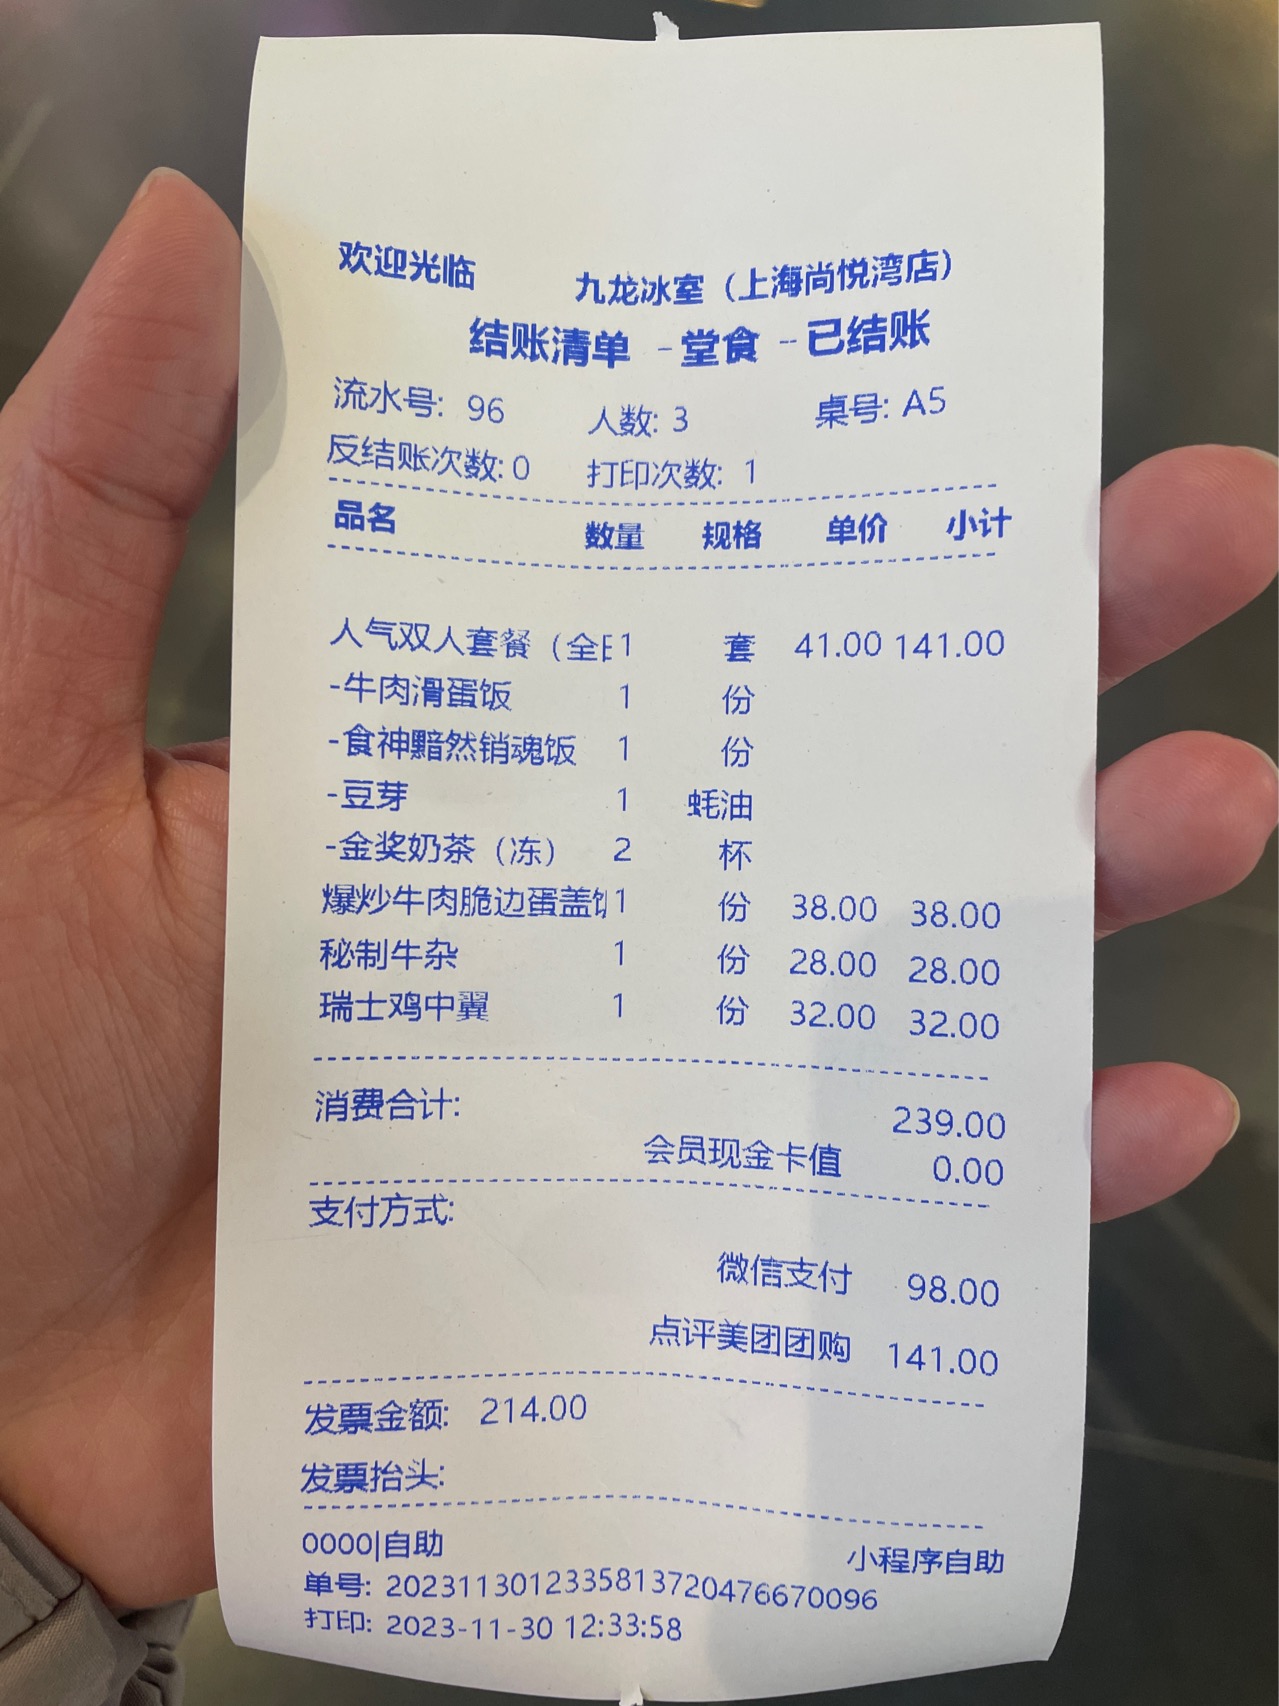 欢迎光临 九龙冰室（上海尚悦湾店）
结账清单 -堂食 --已结账
流水号: 96 人数: 3 桌号: A5
反结账次数: 0 打印次数: 1
品名 数量 规格 单价 小计
人气双人套餐（全日 1 套 41.00 141.00
-牛肉滑蛋饭 1 份
-食神黯然销魂饭 1 份
-豆芽 1 蚝油
-金奖奶茶（冻） 2 杯
爆炒牛肉脆边蛋盖饭 1 份 38.00 38.00
秘制牛杂 1 份 28.00 28.00
瑞士鸡中翼 1 份 32.00 32.00
消费合计: 239.00
会员现金卡值 0.00
支付方式:
微信支付 98.00
点评美团团购 141.00
发票金额: 214.00
发票抬头:
0000|自助 小程序自助
单号: 2023113012335813720476670096
打印: 2023-11-30 12:33:58